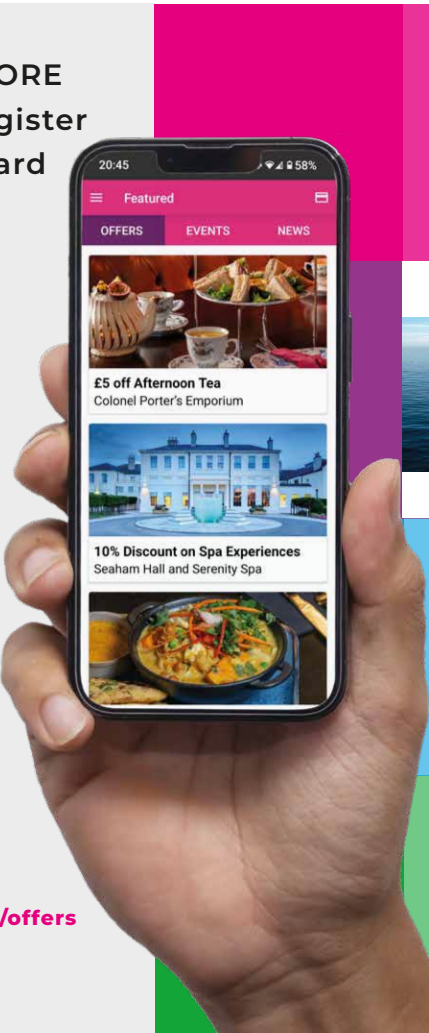 ORE
gister
ard
20:45
58%
Featured
OFFERS EVENTS NEWS
£5 off Afternoon Tea
Colonel Porter's Emporium
10% Discount on Spa Experiences
Seaham Hall and Serenity Spa
/offers